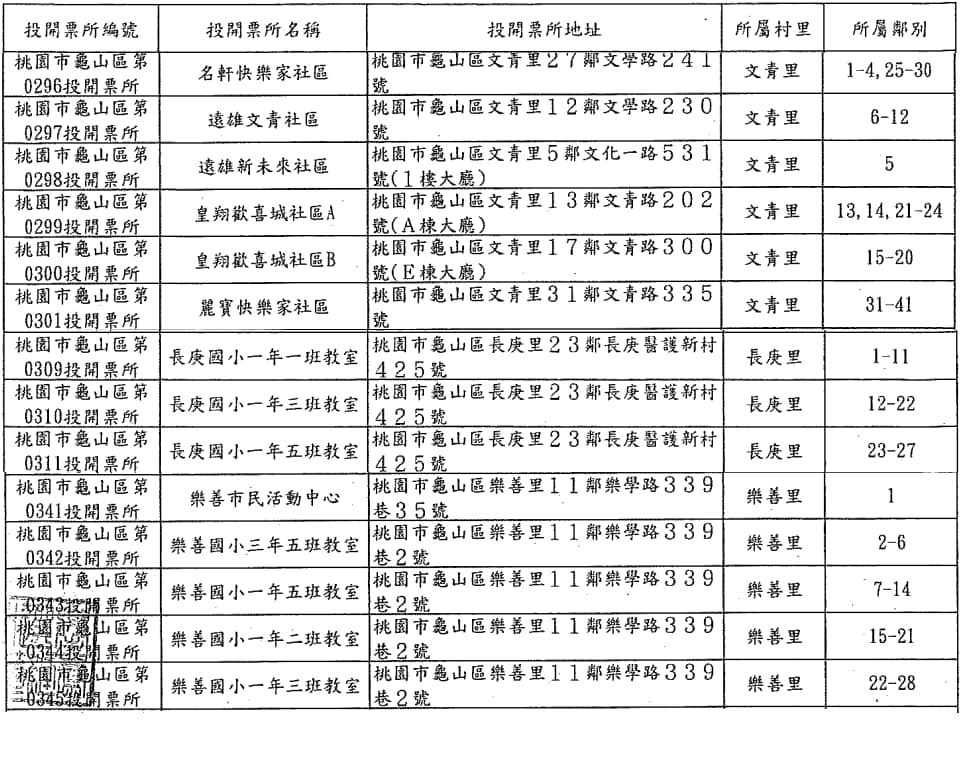 投開票所編號 投開票所名稱 投開票所地址 所屬村里 所屬鄰別
桃園市龜山區第 桃園市龜山區文青里27鄰文學路241
0296投開票所 名軒快樂家社區 號 文青里 1-4,25-30
桃園市龜山區第 桃園市龜山區文青里12鄰文學路230
0297投開票所 遠雄文青社區 號 文青里 6-12
桃園市龜山區第 桃園市龜山區文青里5鄰文化一路531
0298投開票所 遠雄新未來社區 號(1樓大廳) 文青里 5
桃園市龜山區第 桃園市龜山區文青里13鄰文青路202
0299投開票所 皇翔歡喜城社區A 號(A棟大廳) 文青里 13,14,21-24
桃園市龜山區第 桃園市龜山區文青里17鄰文青路300
0300投開票所 皇翔歡喜城社區B 號(E棟大廳) 文青里 15-20
桃園市龜山區第 桃園市龜山區文青里31鄰文青路335
0301投開票所 麗寶快樂家社區 號 文青里 31-41
桃園市龜山區第 桃園市龜山區長庚里23鄰長庚醫護新村
0309投開票所 長庚國小一年一班教室 425號 長庚里 1-11
桃園市龜山區第 桃園市龜山區長庚里23鄰長庚醫護新村
0310投開票所 長庚國小一年三班教室 425號 長庚里 12-22
桃園市龜山區第 桃園市龜山區長庚里23鄰長庚醫護新村
0311投開票所 長庚國小一年五班教室 425號 長庚里 23-27
桃園市龜山區第 桃園市龜山區樂善里11鄰樂學路339
0341投開票所 樂善市民活動中心 巷35號 樂善里 1
桃園市龜山區第 桃園市龜山區樂善里11鄰樂學路339
0342投開票所 樂善國小三年五班教室 巷2號 樂善里 2-6
桃園市龜山區第 桃園市龜山區樂善里11鄰樂學路339
0343投開票所 樂善國小一年五班教室 巷2號 樂善里 7-14
桃園市龜山區第 桃園市龜山區樂善里11鄰樂學路339
0344投開票所 樂善國小一年二班教室 巷2號 樂善里 15-21
桃園市龜山區第 桃園市龜山區樂善里11鄰樂學路339
0345投開票所 樂善國小一年三班教室 巷2號 樂善里 22-28